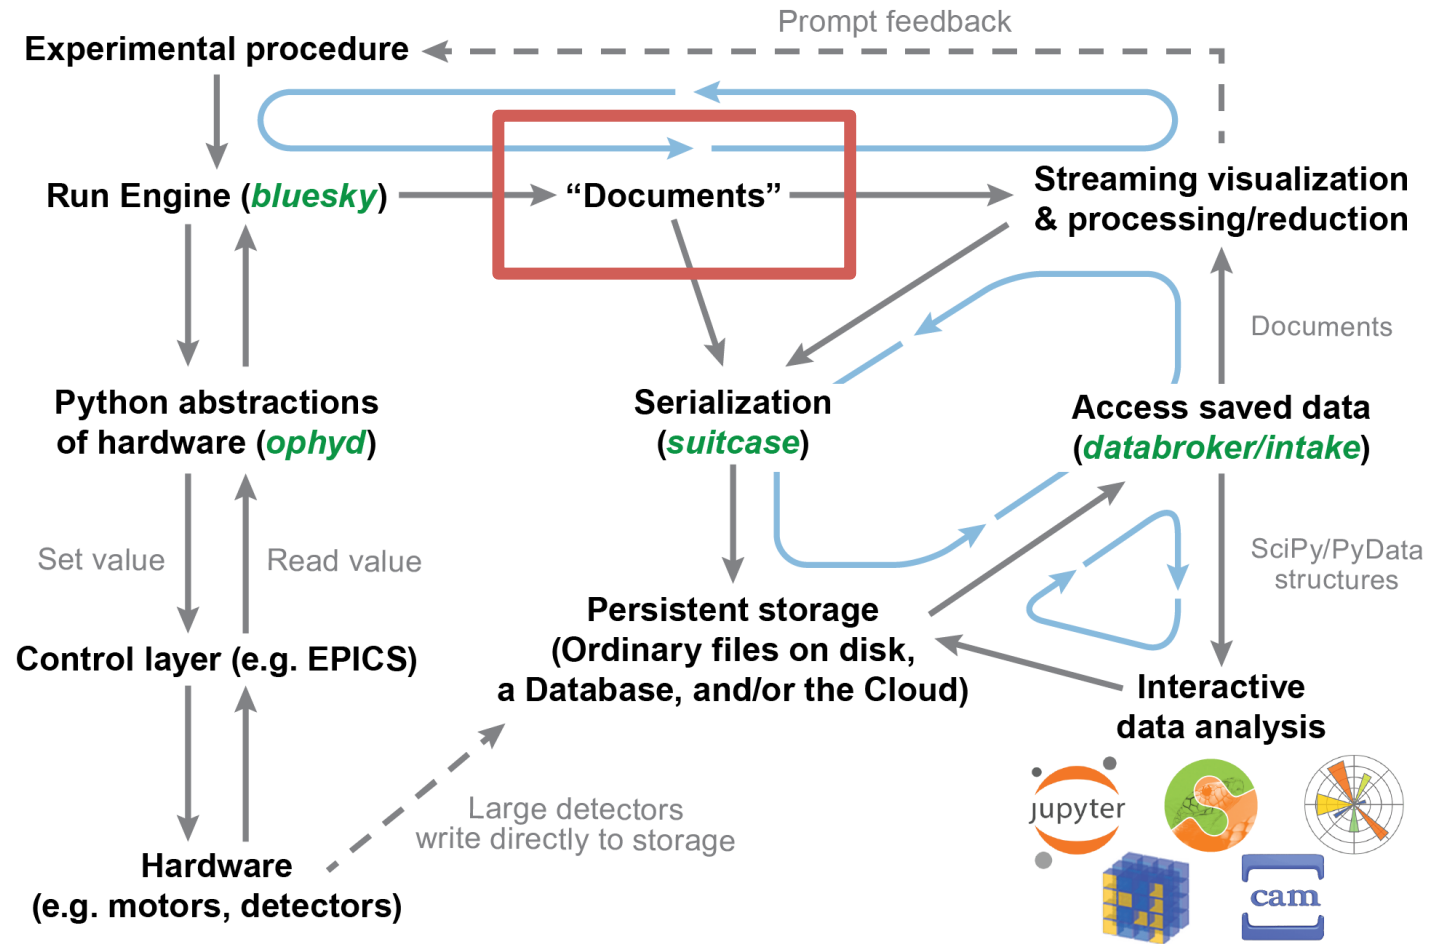 Prompt feedback
Experimental procedure
Run Engine (bluesky)
“Documents”
Streaming visualization
& processing/reduction
Documents
Python abstractions
of hardware (ophyd)
Serialization
(suitcase)
Access saved data
(databroker/intake)
Set value
Read value
SciPy/PyData
structures
Control layer (e.g. EPICS)
Persistent storage
(Ordinary files on disk,
a Database, and/or the Cloud)
Interactive
data analysis
Large detectors
write directly to storage
Hardware
(e.g. motors, detectors)
jupyter
cam